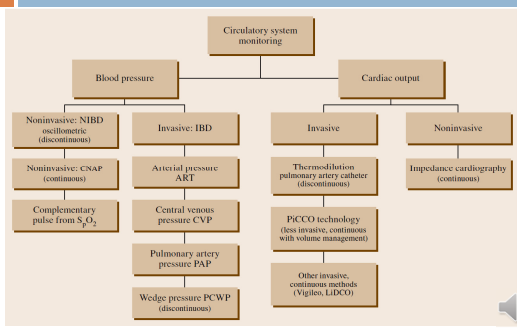 Circulatory system
monitoring
Blood pressure
Cardiac output
Noninvasive: NIBD
oscillometric
(discontinuous)
Invasive: IBD
Invasive
Noninvasive
Noninvasive: CNAP
(continuous)
Arterial pressure
ART
Thermodilution
pulmonary artery catheter
(discontinuous)
Impedance cardiography
(continuous)
Complementary
pulse from SpO2
Central venous
pressure CVP
PiCCO technology
(less invasive, continuous
with volume management)
Pulmonary artery
pressure PAP
Other invasive,
continuous methods
(Vigileo, LiDCO)
Wedge pressure PCWP
(discontinuous)